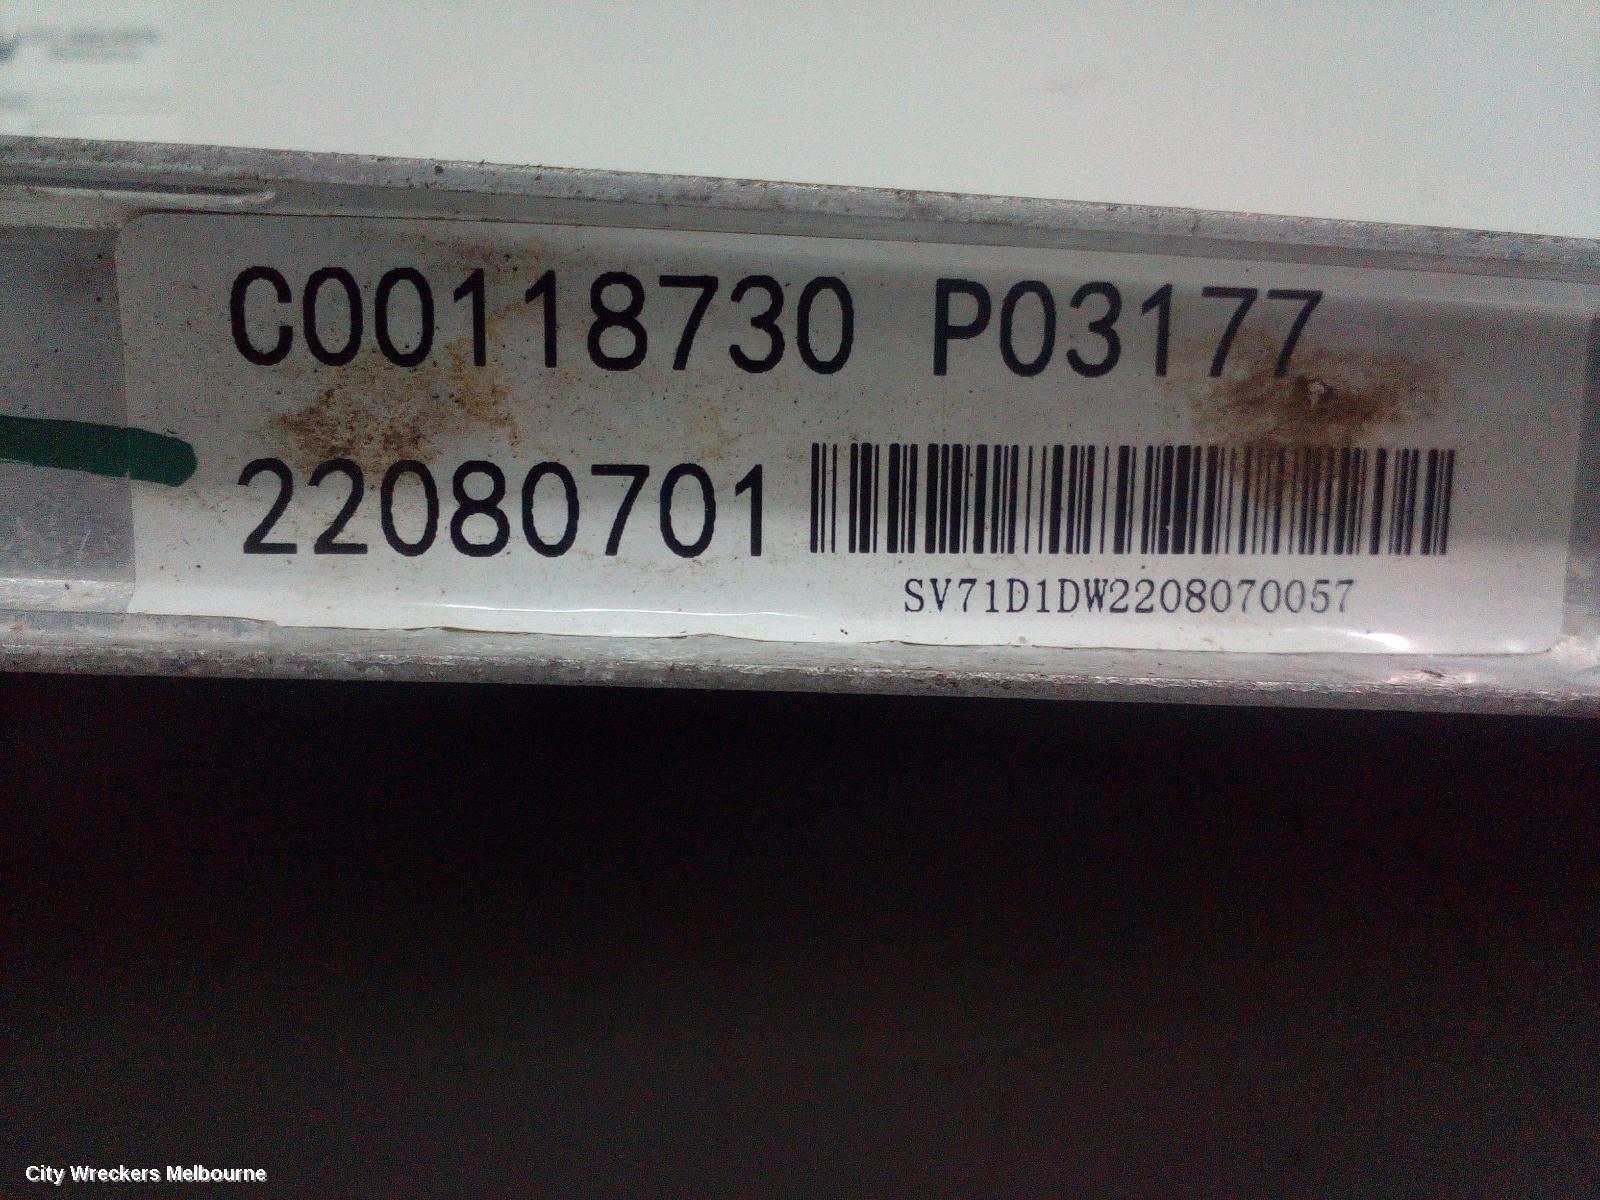 C00118730 P03177
22080701
SV71D1DW2208070057
City Wreckers Melbourne